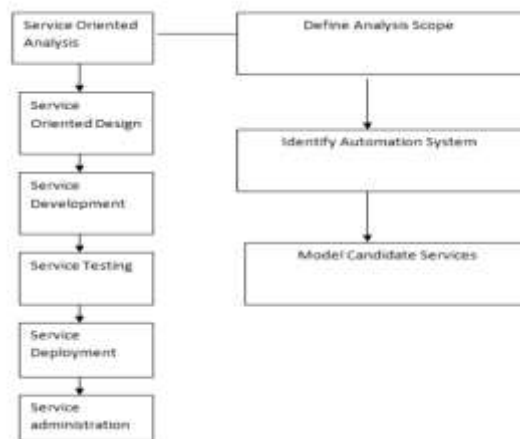 Service Oriented
Analysis
Service
Oriented Design
Service
Development
Service Testing
Service
Deployment
Service
administration
Define Analysis Scope
Identify Automation System
Model Candidate Services